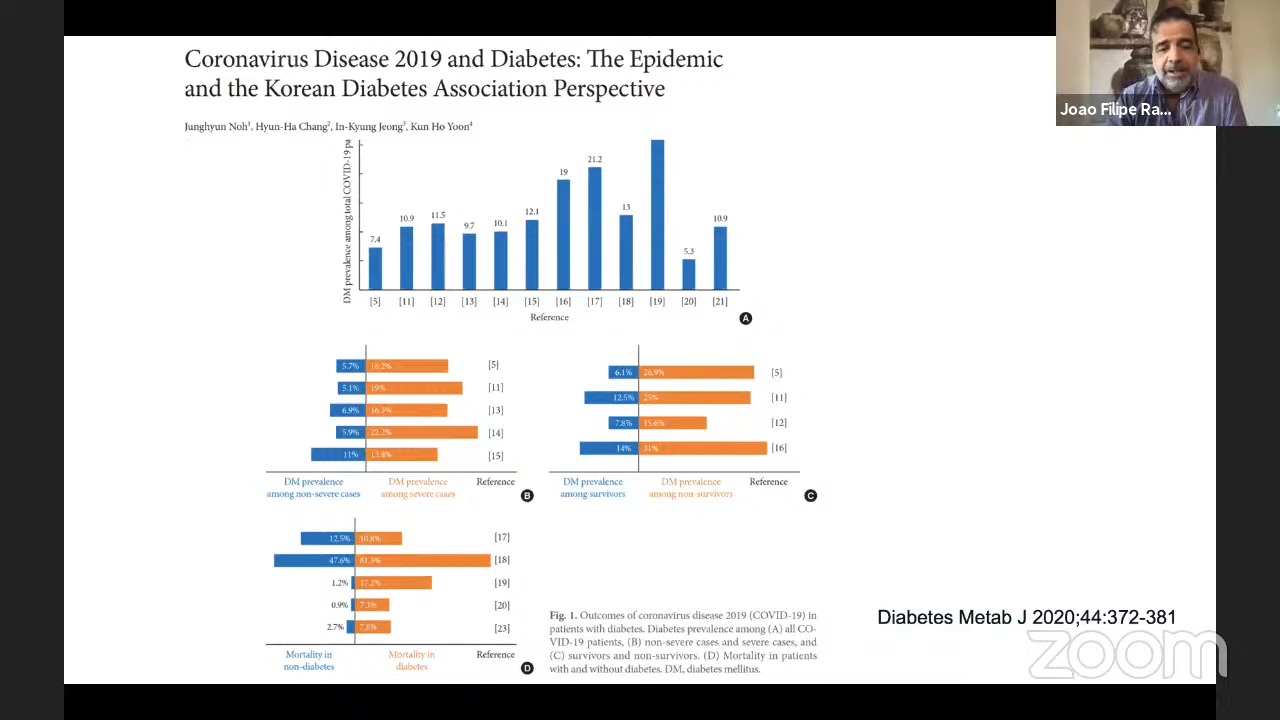 Coronavirus Disease 2019 and Diabetes: The Epidemic
and the Korean Diabetes Association Perspective
Junghyun Noh1, Hyun-Ha Chang2, In-Kyung Jeong3, Kun Ho Yoon4
Joao Filipe Ra...
DM prevalence among total COVID-19 pa
7.4
10.9
11.5
9.7
10.1
12.1
19
21.2
13
5.3
10.9
[5] [11] [12] [13] [14] [15] [16] [17] [18] [19] [20] [21]
Reference
A
5.7% 16.2% [5]
5.1% 19% [11]
6.9% 16.3% [13]
5.9% 22.2% [14]
11% 13.8% [15]
DM prevalence
among non-severe cases
DM prevalence
among severe cases
Reference
B
6.1% 26.9% [5]
12.5% 25% [11]
7.8% 15.6% [12]
14% 31% [16]
DM prevalence
among survivors
DM prevalence
among non-survivors
Reference
C
12.5% 10.8% [17]
47.6% 81.3% [18]
1.2% 17.2% [19]
0.9% 7.3% [20]
2.7% 7.8% [23]
Mortality in
non-diabetes
Mortality in
diabetes
Reference
D
Fig. 1. Outcomes of coronavirus disease 2019 (COVID-19) in
patients with diabetes. Diabetes prevalence among (A) all CO-
VID-19 patients, (B) non-severe cases and severe cases, and
(C) survivors and non-survivors. (D) Mortality in patients
with and without diabetes. DM, diabetes mellitus.
Diabetes Metab J 2020;44:372-381
zoom